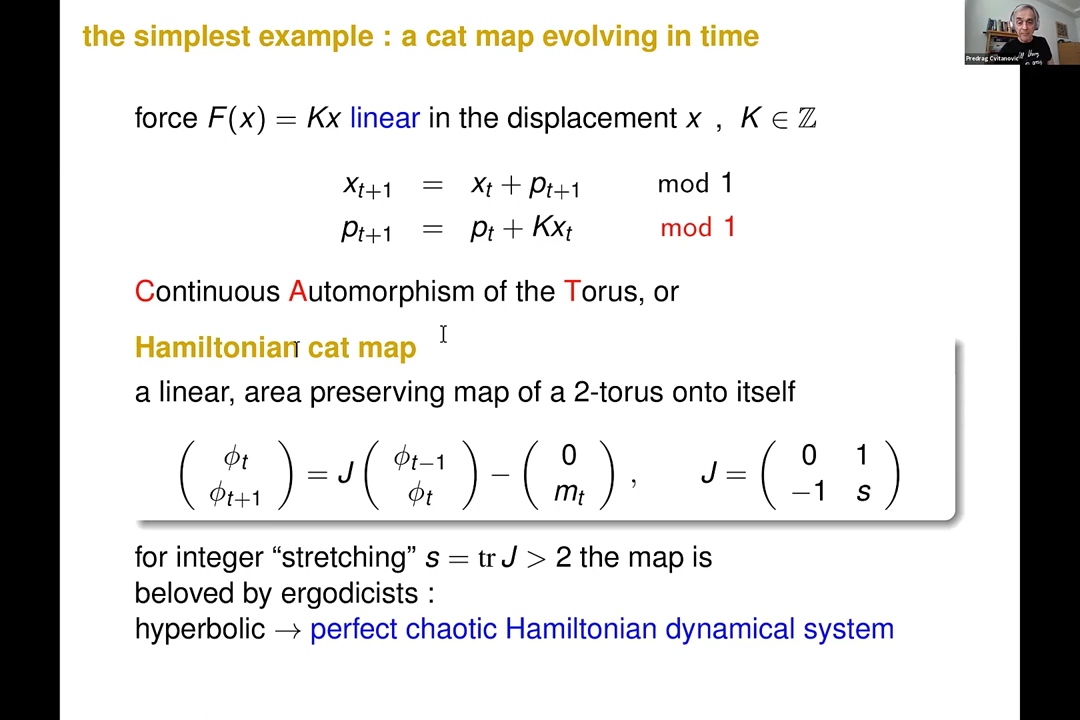 the simplest example : a cat map evolving in time
Predrag Cvitanović
force F(x) = Kx linear in the displacement x , K ∈ ℤ
x_{t+1} = x_t + p_{t+1} mod 1
p_{t+1} = p_t + Kx_t mod 1
Continuous Automorphism of the Torus, or
Hamiltonian cat map
a linear, area preserving map of a 2-torus onto itself
( ϕ_t ; ϕ_{t+1} ) = J ( ϕ_{t−1} ; ϕ_t ) − ( 0 ; m_t ) , J = ( 0 1 ; −1 s )
for integer “stretching” s = tr J > 2 the map is
beloved by ergodicists :
hyperbolic → perfect chaotic Hamiltonian dynamical system